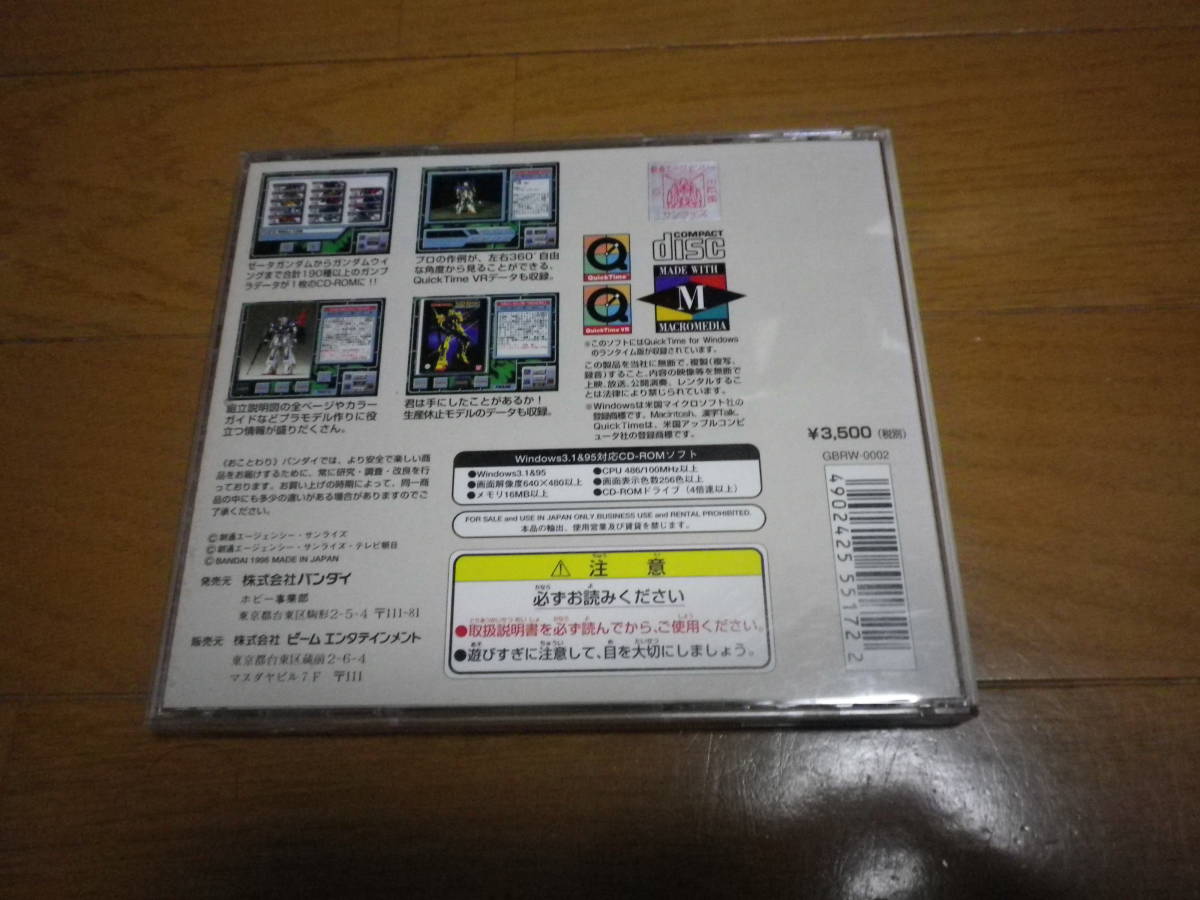 ゼータガンダムからガンダムウイ
ングまで合計190種以上のガンプ
ラデータが1枚のCD-ROMに!!
プロの作例が、左右360°自由
な角度から見ることができる、
QuickTime VRデータも収録。
組立説明図の全ページやカラー
ガイドなどプラモデル作りに役
立つ情報が盛りだくさん。
君は手にしたことがあるか!
生産休止モデルのデータも収録。
《おことわり》バンダイでは、より安全で楽しい商
品をお届けするために、常に研究・調査・改良を行
っております。お買い上げの時期によって、同一商
品の中にも多少の違いがある場合がありますのでご
了承ください。
©創通エージェンシー・サンライズ
©創通エージェンシー・サンライズ・テレビ朝日
©BANDAI 1996 MADE IN JAPAN
発売元 株式会社バンダイ
ホビー事業部
東京都台東区駒形2-5-4 〒111-81
販売元 株式会社 ビーム エンタテインメント
東京都台東区蔵前2-6-4
マスダヤビル7F 〒111
QuickTime
QuickTime VR
COMPACT
disc
MADE WITH
M
MACROMEDIA
※このソフトにはQuickTime for Windows
のランタイム版が収録されています。
この製品を当社に無断で、複製(複写、
録音)すること、内容の映像等を無断で
上映、放送、公開演奏、レンタルするこ
とは法律により禁じられています。
※Windowsは米国マイクロソフト社の
登録商標です。Macintosh、漢字Talk、
QuickTimeは、米国アップルコンピ
ュータ社の登録商標です。
Windows3.1&95対応CD-ROMソフト
●Windows3.1&95
●画面解像度640×480以上
●メモリ16MB以上
●CPU 486/100MHz以上
●画面表示色数256色以上
●CD-ROMドライブ(4倍速以上)
FOR SALE and USE IN JAPAN ONLY.BUSINESS USE and RENTAL PROHIBITED.
本品の輸出、使用営業及び賃貸を禁じます。
⚠注意
必ずお読みください
●取扱説明書を必ず読んでから、ご使用ください。
●遊びすぎに注意して、目を大切にしましょう。
¥3,500(税別)
GBRW-0002
4902425 55172 2